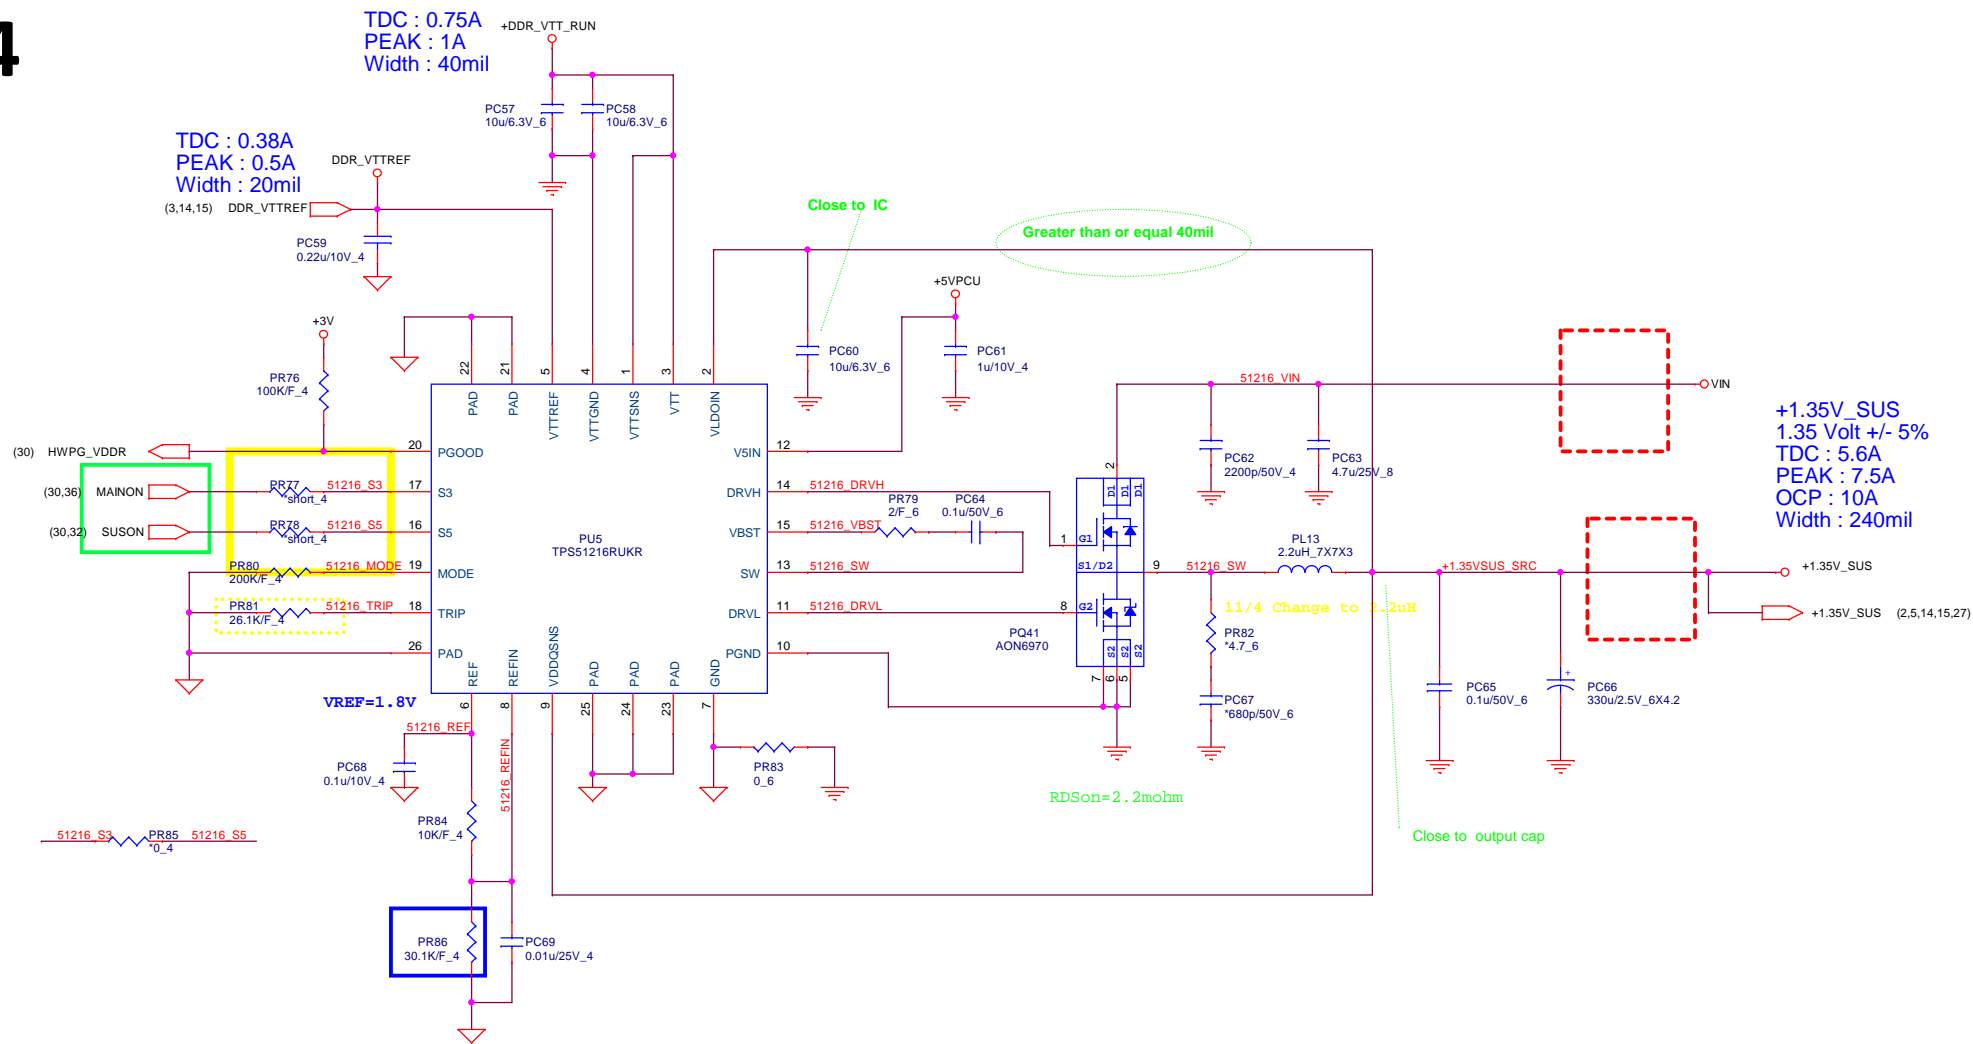 4
TDC : 0.75A
PEAK : 1A
Width : 40mil
+DDR_VTT_RUN
PC57
10u/6.3V_6
PC58
10u/6.3V_6
TDC : 0.38A
PEAK : 0.5A
Width : 20mil
DDR_VTTREF
(3,14,15) DDR_VTTREF
PC59
0.22u/10V_4
Close to IC
Greater than or equal 40mil
+5VPCU
+3V
PR76
100K/F_4
PC60
10u/6.3V_6
PC61
1u/10V_4
22
21
5
4
1
3
2
PAD
PAD
VTTREF
VTTGND
VTTSNS
VTT
VLDOIN
51216_VIN
VIN
PC62
2200p/50V_4
PC63
4.7u/25V_8
+1.35V_SUS
1.35 Volt +/- 5%
TDC : 5.6A
PEAK : 7.5A
OCP : 10A
Width : 240mil
(30) HWPG_VDDR
20
PGOOD
V5IN
12
(30,36) MAINON
PR77
*short_4
51216_S3
17
S3
DRVH
14
51216_DRVH
(30,32) SUSON
PR78
*short_4
51216_S5
16
S5
VBST
15
51216_VBST
PR79
2/F_6
PC64
0.1u/50V_6
PU5
TPS51216RUKR
PR80
200K/F_4
51216_MODE
19
MODE
SW
13
51216_SW
PR81
26.1K/F_4
51216_TRIP
18
TRIP
DRVL
11
51216_DRVL
26
PAD
PGND
10
2
D1
D1
D1
1
G1
S1/D2
9
8
G2
S2
S2
S2
7
6
5
PQ41
AON6970
51216_SW
PL13
2.2uH_7X7X3
11/4 Change to 2.2uH
PR82
*4.7_6
PC67
*680p/50V_6
+1.35VSUS_SRC
+1.35V_SUS
+1.35V_SUS (2,5,14,15,27)
PC65
0.1u/50V_6
+
PC66
330u/2.5V_6X4.2
REF
REFIN
VDDQSNS
PAD
PAD
PAD
GND
6
8
9
25
24
23
7
VREF=1.8V
51216_REF
51216_REFIN
PC68
0.1u/10V_4
PR83
0_6
RDSon=2.2mohm
Close to output cap
51216_S3
PR85
*0_4
51216_S5
PR84
10K/F_4
PR86
30.1K/F_4
PC69
0.01u/25V_4